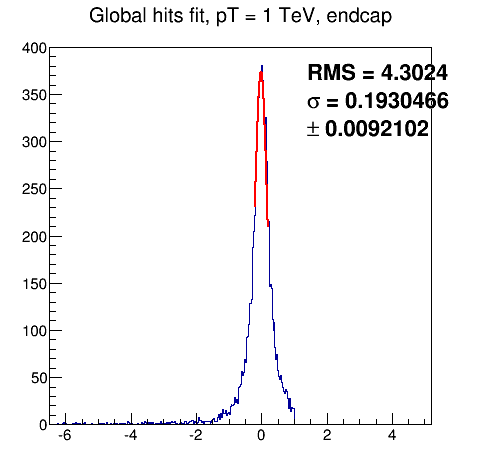 Global hits fit, pT = 1 TeV, endcap
RMS = 4.3024
σ = 0.1930466
± 0.0092102
400
350
300
250
200
150
100
50
0
-6 -4 -2 0 2 4